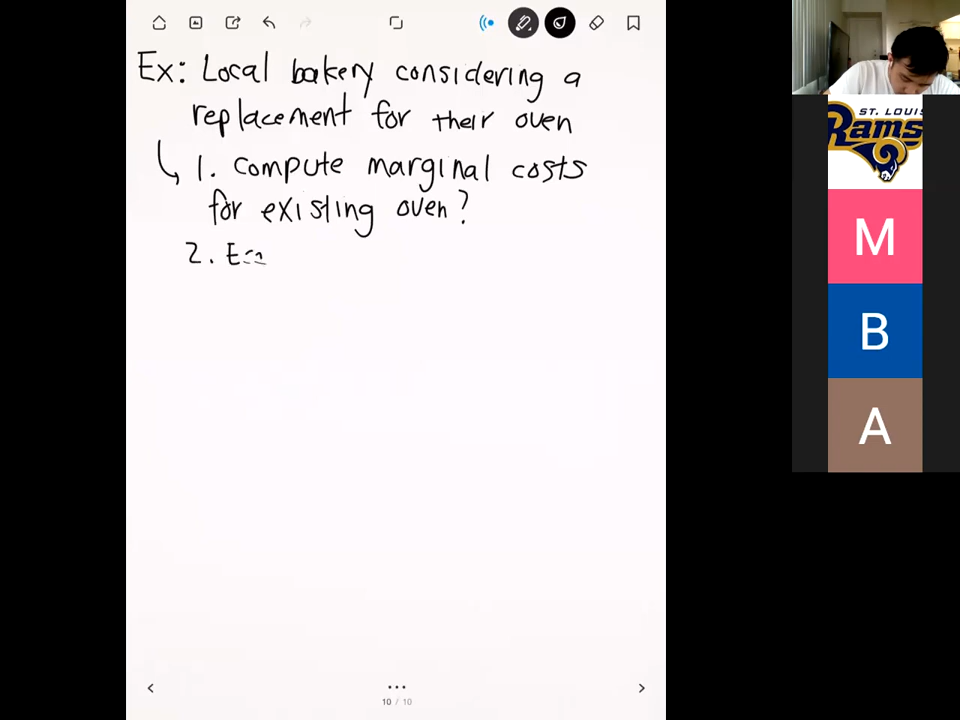 Ex: Local bakery considering a
replacement for their oven
1. Compute marginal costs
for existing oven?
2.
10 / 10
ST. LOUIS
Rams
M
B
A